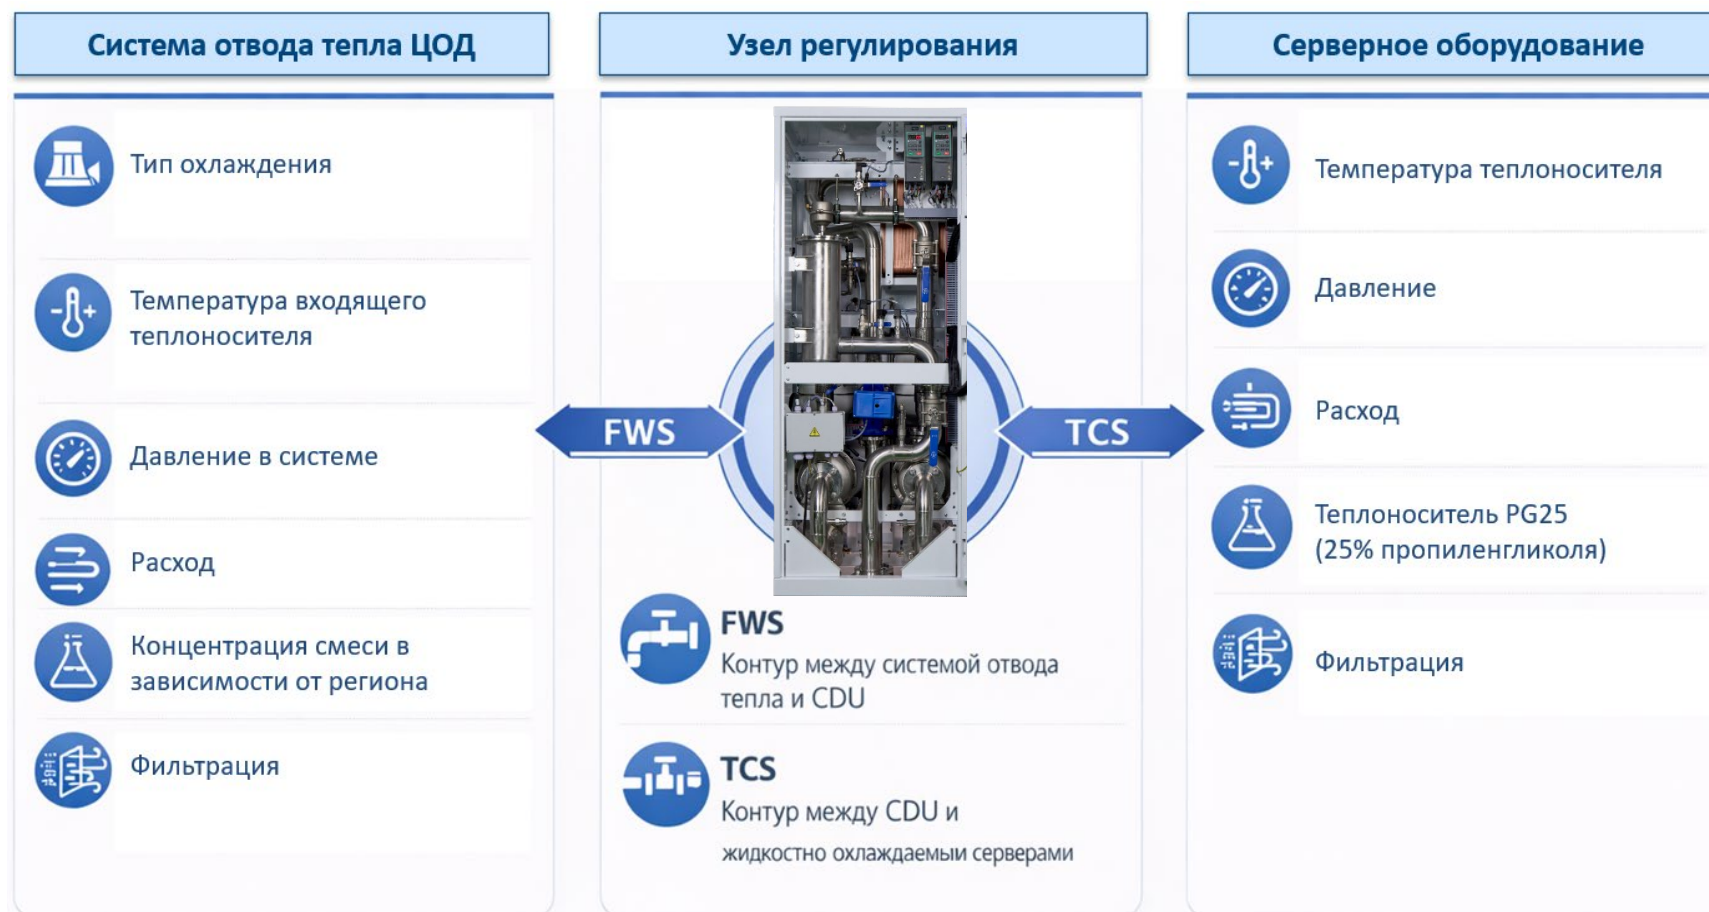 Система отвода тепла ЦОД
Тип охлаждения
Температура входящего
теплоносителя
Давление в системе
Расход
Концентрация смеси в
зависимости от региона
Фильтрация
Узел регулирования
FWS
TCS
FWS
Контур между системой отвода
тепла и CDU
TCS
Контур между CDU и
жидкостно охлаждаемыи серверами
Серверное оборудование
Температура теплоносителя
Давление
Расход
Теплоноситель PG25
(25% пропиленгликоля)
Фильтрация